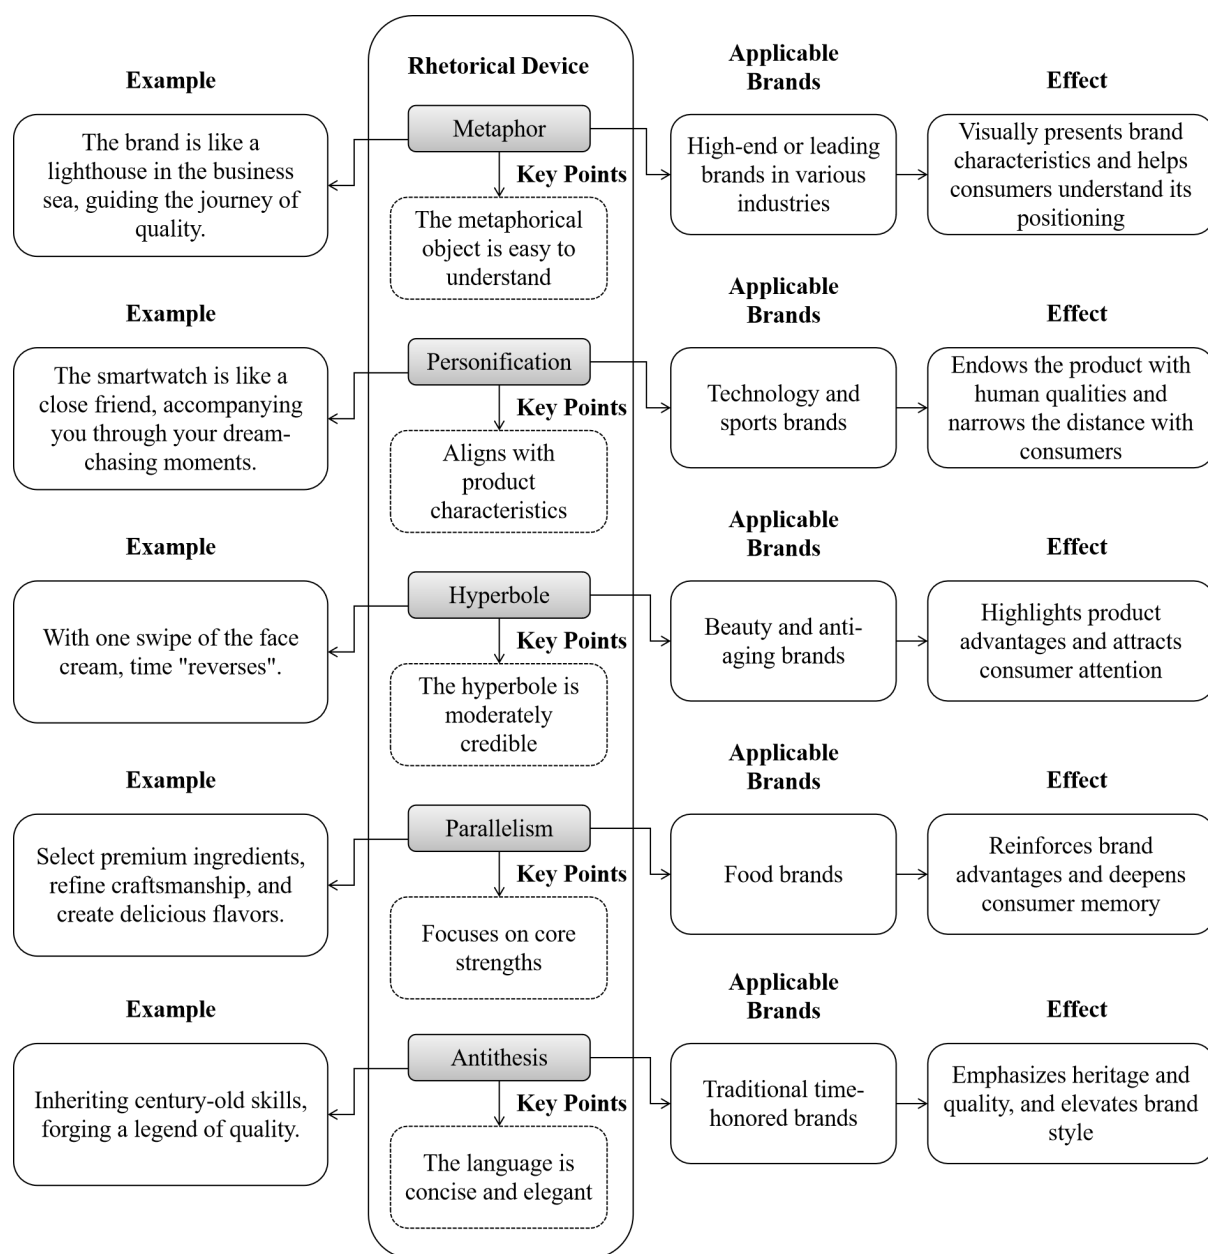 Rhetorical Device
Example
Metaphor
Applicable
Brands
Effect
The brand is like a
lighthouse in the business
sea, guiding the journey of
quality.
Key Points
The metaphorical
object is easy to
understand
High-end or leading
brands in various
industries
Visually presents brand
characteristics and helps
consumers understand its
positioning
Example
Personification
Applicable
Brands
Effect
The smartwatch is like a
close friend, accompanying
you through your dream-
chasing moments.
Key Points
Aligns with
product
characteristics
Technology and
sports brands
Endows the product with
human qualities and
narrows the distance with
consumers
Example
Hyperbole
Applicable
Brands
Effect
With one swipe of the face
cream, time "reverses".
Key Points
The hyperbole is
moderately
credible
Beauty and anti-
aging brands
Highlights product
advantages and attracts
consumer attention
Example
Parallelism
Applicable
Brands
Effect
Select premium ingredients,
refine craftsmanship, and
create delicious flavors.
Key Points
Focuses on core
strengths
Food brands
Reinforces brand
advantages and deepens
consumer memory
Example
Antithesis
Applicable
Brands
Effect
Inheriting century-old skills,
forging a legend of quality.
Key Points
The language is
concise and elegant
Traditional time-
honored brands
Emphasizes heritage and
quality, and elevates brand
style